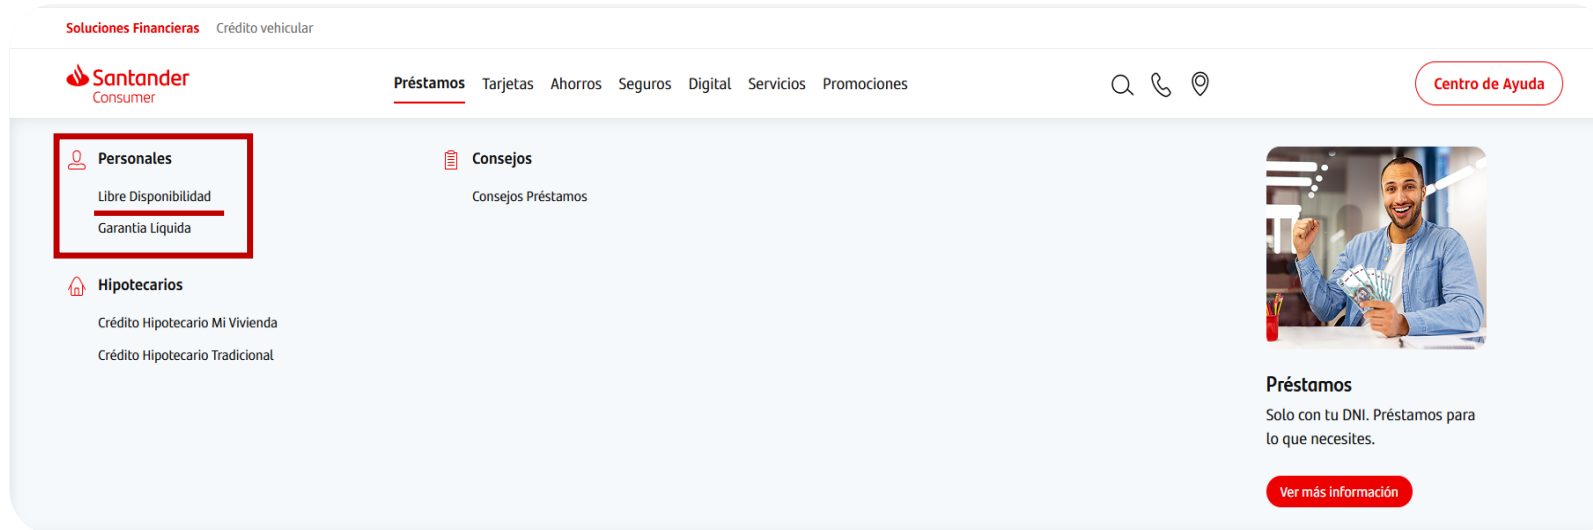 Soluciones Financieras Crédito vehicular
Santander
Consumer
Préstamos Tarjetas Ahorros Seguros Digital Servicios Promociones
Centro de Ayuda
Personales
Libre Disponibilidad
Garantia Líquida
Hipotecarios
Crédito Hipotecario Mi Vivienda
Crédito Hipotecario Tradicional
Consejos
Consejos Préstamos
Préstamos
Solo con tu DNI. Préstamos para
lo que necesites.
Ver más información